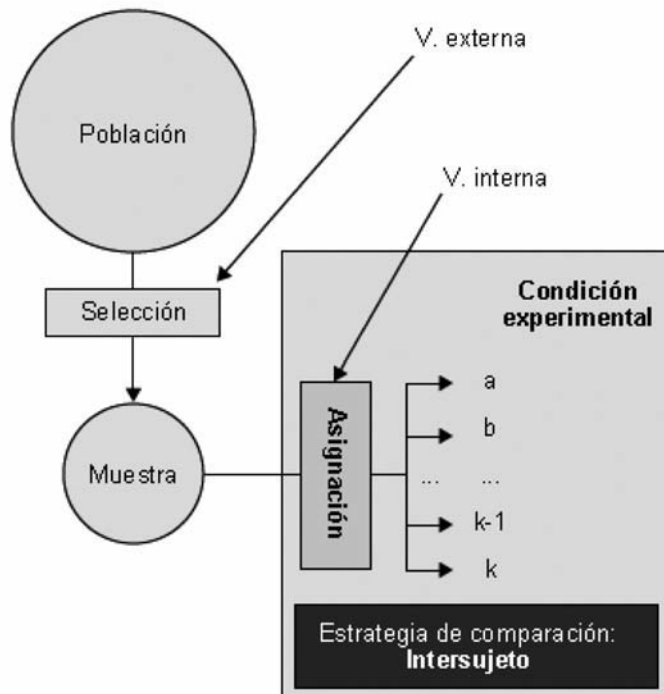 V. externa
Población
V. interna
Selección
Condición
experimental
Asignación
a
b
... ...
Muestra
k-1
k
Estrategia de comparación:
Intersujeto